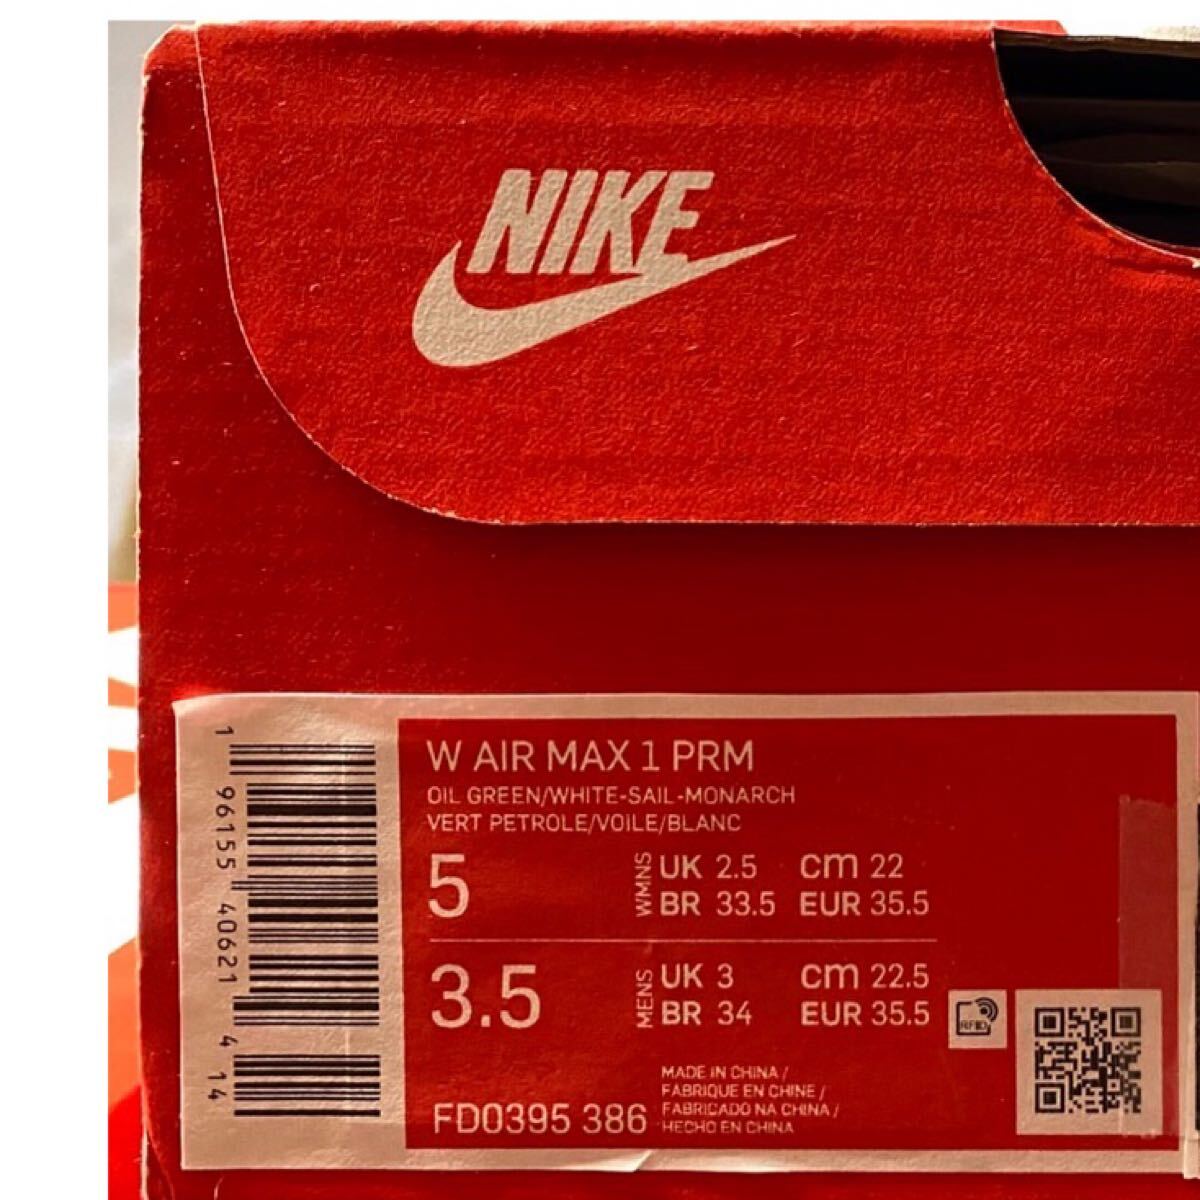 NIKE
W AIR MAX 1 PRM
OIL GREEN/WHITE-SAIL-MONARCH
VERT PETROLE/VOILE/BLANC
5 WMNS UK 2.5 cm 22
BR 33.5 EUR 35.5
3.5 MENS UK 3 cm 22.5
BR 34 EUR 35.5
RFID
MADE IN CHINA /
FABRIQUE EN CHINE /
FABRICADO NA CHINA /
HECHO EN CHINA
FD0395 386
1 96155 40621 4 14